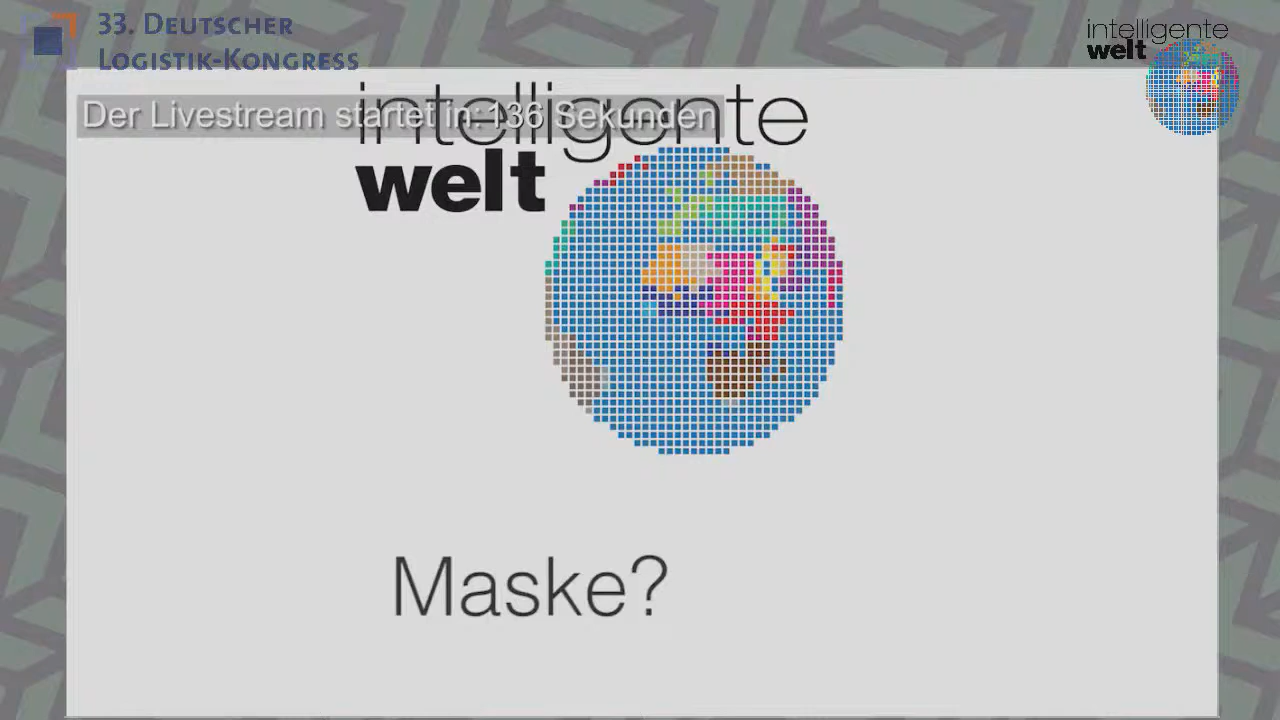 33. Deutscher
Logistik-Kongress
intelligente
welt
Der Livestream startet in: 136 Sekunden
intelligente
welt
Maske?